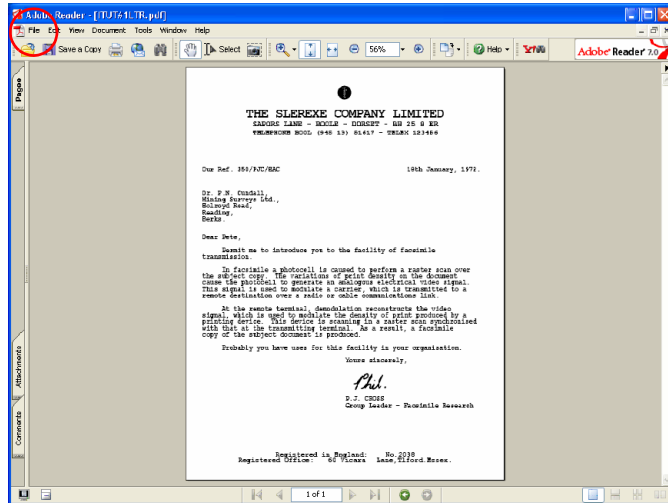 Adobe Reader - [ITUT61LTR.pdf]
File Edit View Document Tools Window Help
Save a Copy Select 56% Help Y! Adobe Reader 7.0
Pages
THE SLEREXE COMPANY LIMITED
SAPORS LANE - BOOLE - DORSET - BH 25 8 ER
TELEPHONE BOOL (945 13) 51617 - TELEX 123456
Our Ref. 350/PJC/EAC 18th January, 1972.
Dr. P.N. Cundall,
Mining Surveys Ltd.,
Holroyd Road,
Reading,
Berks.
Dear Pete,
Permit me to introduce you to the facility of facsimile
transmission.
In facsimile a photocell is caused to perform a raster scan over
the subject copy. The variations of print density on the document
cause the photocell to generate an analogous electrical video signal.
This signal is used to modulate a carrier, which is transmitted to a
remote destination over a radio or cable communications link.
At the remote terminal, demodulation reconstructs the video
signal, which is used to modulate the density of print produced by a
printing device. This device is scanning in a raster scan synchronised
with that at the transmitting terminal. As a result, a facsimile
copy of the subject document is produced.
Probably you have uses for this facility in your organisation.
Yours sincerely,
Phil.
P.J. CROSS
Group Leader - Facsimile Research
Registered in England: No. 2038
Registered Office: 60 Vicara Lane, Ilford. Essex.
Attachments
Comments
1 of 1